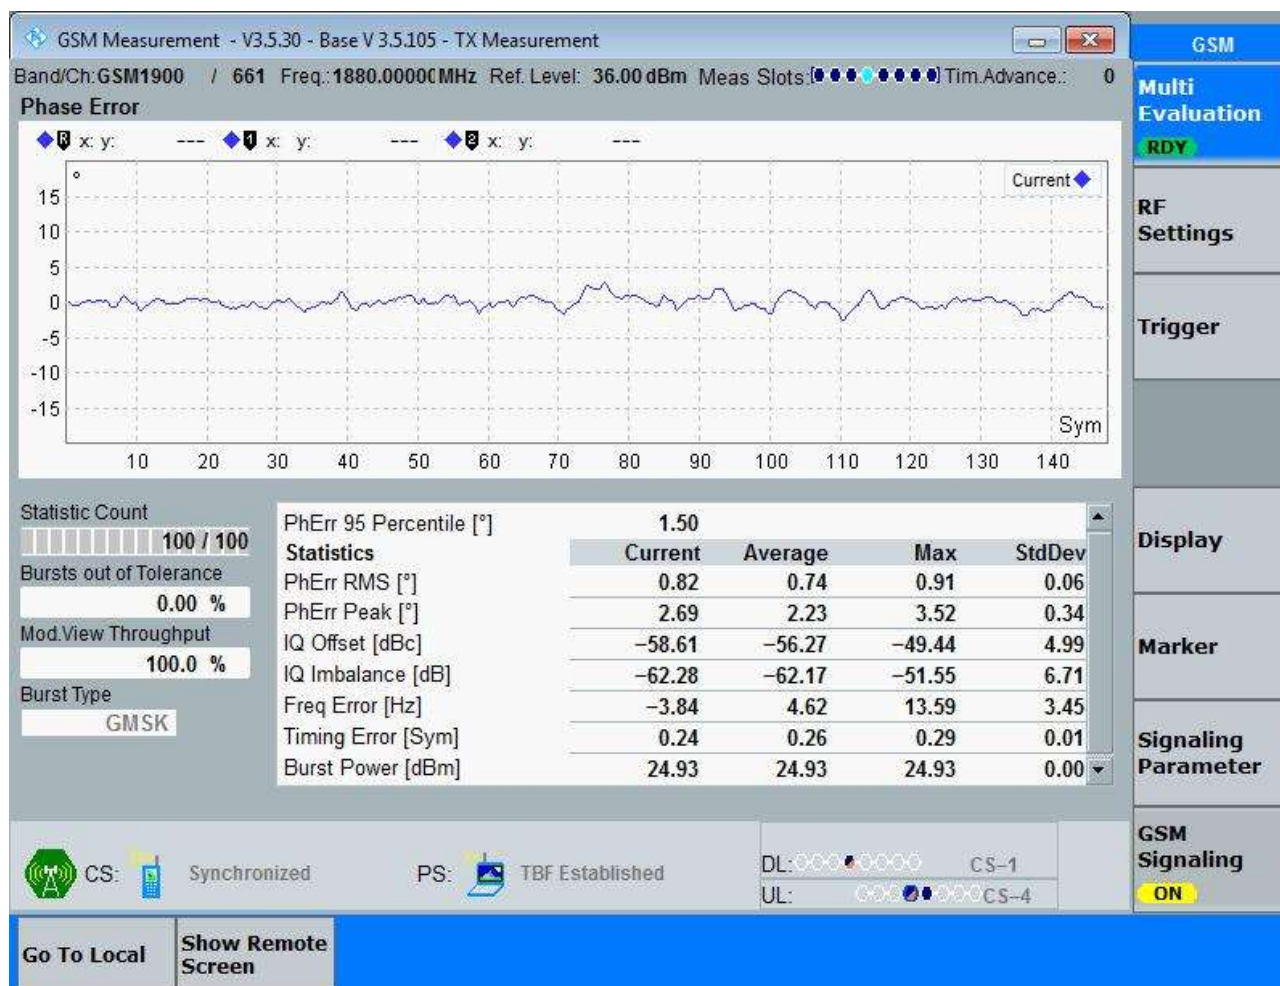 GSM Measurement - V3.5.30 - Base V 3.5.105 - TX Measurement
GSM
Band/Ch: GSM1900 / 661 Freq.: 1880.00000 MHz Ref. Level: 36.00 dBm Meas Slots: Tim.Advance.: 0
Multi Evaluation
RDY
Phase Error
R x: y: --- 1 x: y: --- 2 x: y: ---
°
Current
15
10
5
0
-5
-10
-15
Sym
10 20 30 40 50 60 70 80 90 100 110 120 130 140
RF Settings
Trigger
Display
Marker
Signaling Parameter
GSM Signaling
ON
Statistic Count
100 / 100
Bursts out of Tolerance
0.00 %
Mod.View Throughput
100.0 %
Burst Type
GMSK
PhErr 95 Percentile [°] 1.50
Statistics Current Average Max StdDev
PhErr RMS [°] 0.82 0.74 0.91 0.06
PhErr Peak [°] 2.69 2.23 3.52 0.34
IQ Offset [dBc] −58.61 −56.27 −49.44 4.99
IQ Imbalance [dB] −62.28 −62.17 −51.55 6.71
Freq Error [Hz] −3.84 4.62 13.59 3.45
Timing Error [Sym] 0.24 0.26 0.29 0.01
Burst Power [dBm] 24.93 24.93 24.93 0.00
CS: Synchronized PS: TBF Established
DL: CS−1
UL: CS−4
Go To Local
Show Remote Screen